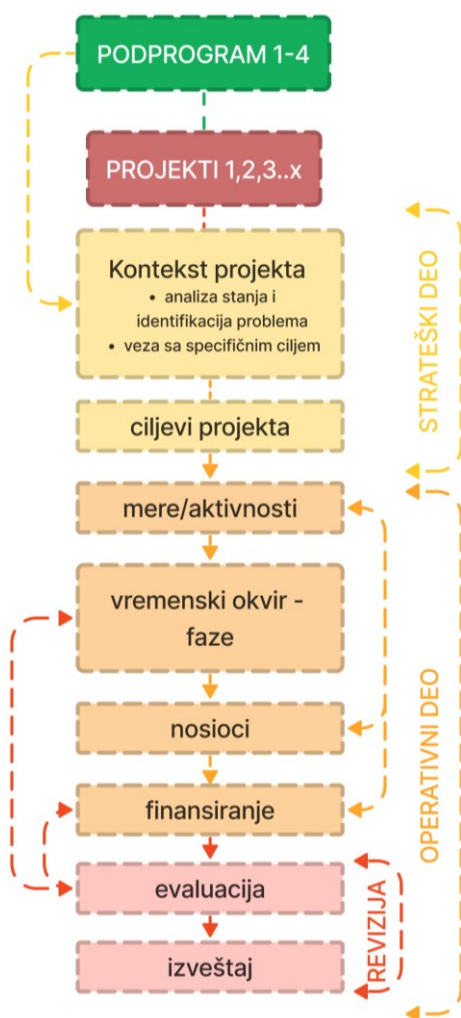 PODPROGRAM 1-4
PROJEKTI 1,2,3..x
Kontekst projekta
• analiza stanja i
identifikacija problema
• veza sa specifičnim ciljem
ciljevi projekta
STRATEŠKI DEO
mere/aktivnosti
vremenski okvir -
faze
nosioci
finansiranje
OPERATIVNI DEO
evaluacija
izveštaj
REVIZIJA